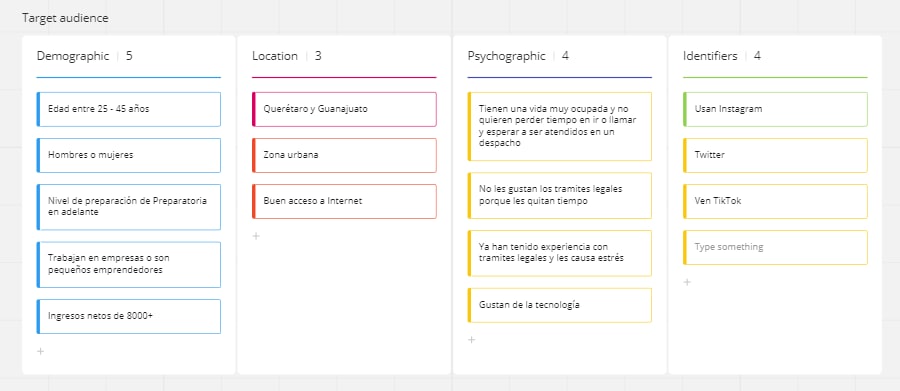 Target audience
Demographic | 5
Edad entre 25 - 45 años
Hombres o mujeres
Nivel de preparación de Preparatoria
en adelante
Trabajan en empresas o son
pequeños emprendedores
Ingresos netos de 8000+
+
Location | 3
Querétaro y Guanajuato
Zona urbana
Buen acceso a Internet
+
Psychographic | 4
Tienen una vida muy ocupada y no
quieren perder tiempo en ir o llamar
y esperar a ser atendidos en un
despacho
No les gustan los tramites legales
porque les quitan tiempo
Ya han tenido experiencia con
tramites legales y les causa estrés
Gustan de la tecnología
+
Identifiers | 4
Usan Instagram
Twitter
Ven TikTok
Type something
+